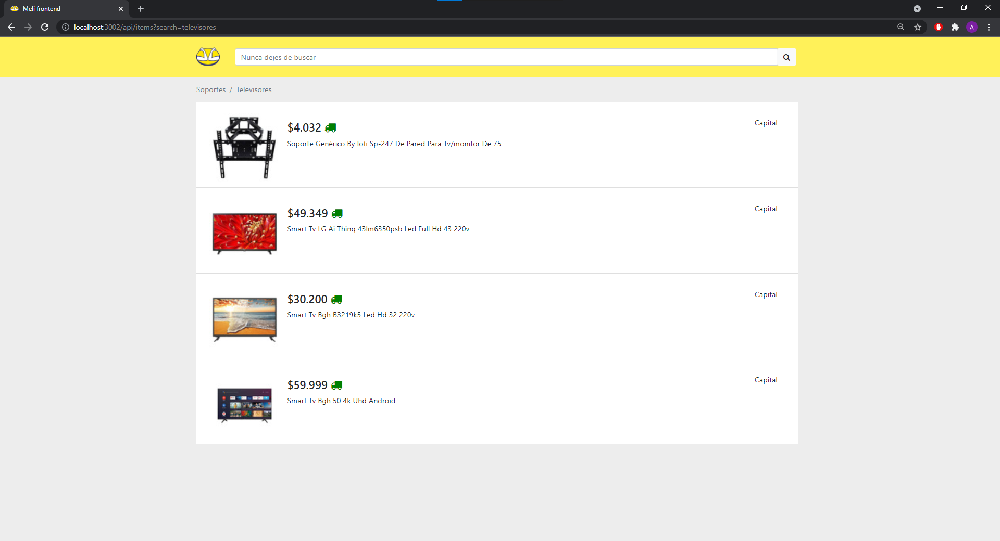 Meli frontend
localhost:3002/api/items?search=televisores
A
Nunca dejes de buscar
Soportes / Televisores
$4.032
Capital
Soporte Genérico By Iofi Sp-247 De Pared Para Tv/monitor De 75
$49.349
Capital
Smart Tv LG Ai Thinq 43lm6350psb Led Full Hd 43 220v
$30.200
Capital
Smart Tv Bgh B3219k5 Led Hd 32 220v
$59.999
Capital
Smart Tv Bgh 50 4k Uhd Android